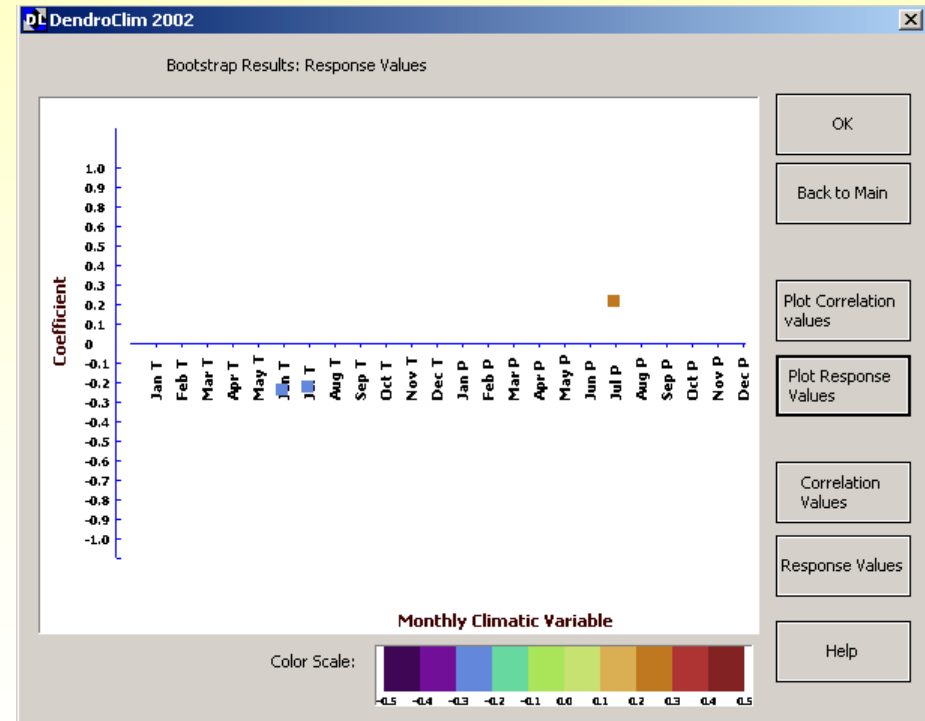 DL DendroClim 2002
Bootstrap Results: Response Values
OK
Back to Main
Plot Correlation
values
Plot Response
Values
Correlation
Values
Response Values
Help
Coefficient
1.0
0.9
0.8
0.6
0.5
0.4
0.3
0.2
0.1
0
-0.1
-0.2
-0.3
-0.4
-0.5
-0.6
-0.7
-0.8
-0.9
-1.0
Jan T
Feb T
Mar T
Apr T
May T
Jun T
Jul T
Aug T
Sep T
Oct T
Nov T
Dec T
Jan P
Feb P
Mar P
Apr P
May P
Jun P
Jul P
Aug P
Sep P
Oct P
Nov P
Dec P
Monthly Climatic Variable
Color Scale:
-0.5 -0.4 -0.3 -0.2 -0.1 0.0 0.1 0.2 0.3 0.4 0.5